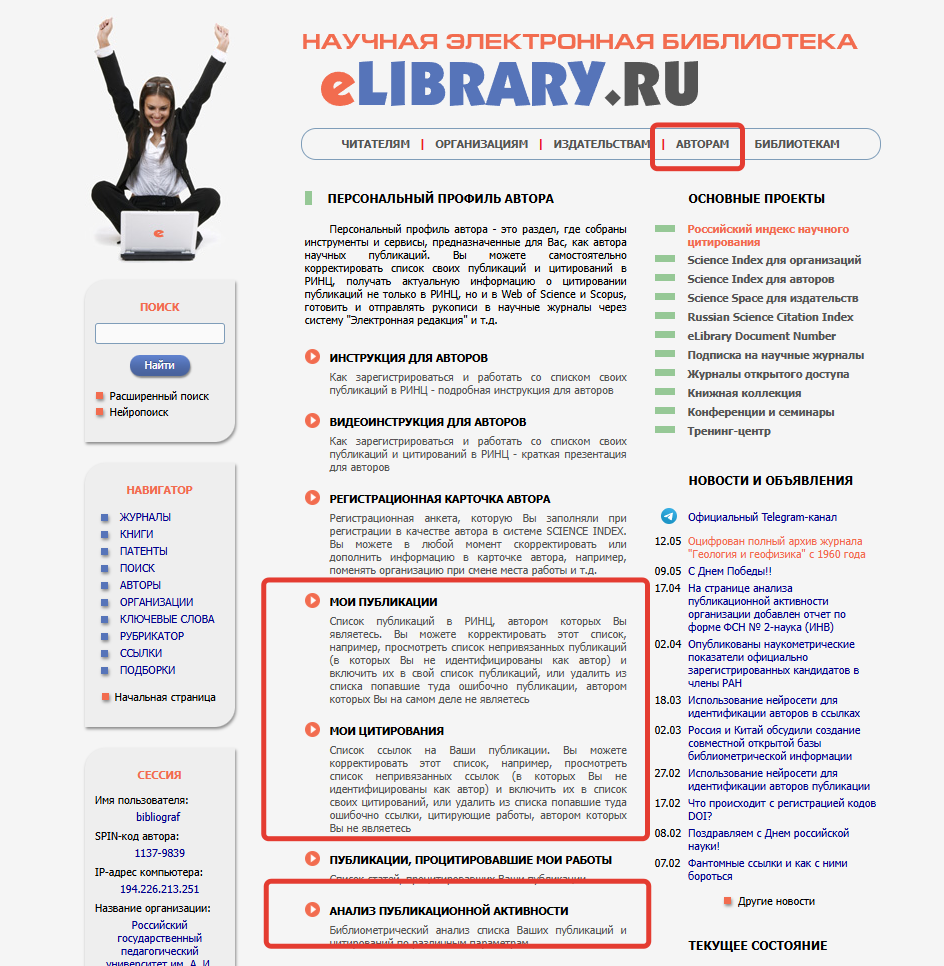 НАУЧНАЯ ЭЛЕКТРОННАЯ БИБЛИОТЕКА
eLIBRARY.RU
ЧИТАТЕЛЯМ | ОРГАНИЗАЦИЯМ | ИЗДАТЕЛЬСТВАМ | АВТОРАМ БИБЛИОТЕКАМ
ПОИСК
Найти
Расширенный поиск
Нейропоиск
НАВИГАТОР
ЖУРНАЛЫ
КНИГИ
ПАТЕНТЫ
ПОИСК
АВТОРЫ
ОРГАНИЗАЦИИ
КЛЮЧЕВЫЕ СЛОВА
РУБРИКАТОР
ССЫЛКИ
ПОДБОРКИ
Начальная страница
СЕССИЯ
Имя пользователя:
bibliograf
SPIN-код автора:
1137-9839
IP-адрес компьютера:
194.226.213.251
Название организации:
Российский
государственный
педагогический
университет им. А. И.
ПЕРСОНАЛЬНЫЙ ПРОФИЛЬ АВТОРА
Персональный профиль автора - это раздел, где собраны
инструменты и сервисы, предназначенные для Вас, как автора
научных публикаций. Вы можете самостоятельно
корректировать список своих публикаций и цитирований в
РИНЦ, получать актуальную информацию о цитировании
публикаций не только в РИНЦ, но и в Web of Science и Scopus,
готовить и отправлять рукописи в научные журналы через
систему "Электронная редакция" и т.д.
ИНСТРУКЦИЯ ДЛЯ АВТОРОВ
Как зарегистрироваться и работать со списком своих
публикаций в РИНЦ - подробная инструкция для авторов
ВИДЕОИНСТРУКЦИЯ ДЛЯ АВТОРОВ
Как зарегистрироваться и работать со списком своих
публикаций и цитирований в РИНЦ - краткая презентация
для авторов
РЕГИСТРАЦИОННАЯ КАРТОЧКА АВТОРА
Регистрационная анкета, которую Вы заполняли при
регистрации в качестве автора в системе SCIENCE INDEX.
Вы можете в любой момент скорректировать или
дополнить информацию в карточке автора, например,
поменять организацию при смене места работы и т.д.
МОИ ПУБЛИКАЦИИ
Список публикаций в РИНЦ, автором которых Вы
являетесь. Вы можете корректировать этот список,
например, просмотреть список непривязанных публикаций
(в которых Вы не идентифицированы как автор) и
включить их в свой список публикаций, или удалить из
списка попавшие туда ошибочно публикации, автором
которых Вы на самом деле не являетесь
МОИ ЦИТИРОВАНИЯ
Список ссылок на Ваши публикации. Вы можете
корректировать этот список, например, просмотреть
список непривязанных ссылок (в которых Вы не
идентифицированы как автор) и включить их в список
своих цитирований, или удалить из списка попавшие туда
ошибочно ссылки, цитирующие работы, автором которых
Вы не являетесь
ПУБЛИКАЦИИ, ПРОЦИТИРОВАВШИЕ МОИ РАБОТЫ
Список статей, процитировавших Ваши публикации
АНАЛИЗ ПУБЛИКАЦИОННОЙ АКТИВНОСТИ
Библиометрический анализ списка Ваших публикаций и
цитирований по различным параметрам
ОСНОВНЫЕ ПРОЕКТЫ
Российский индекс научного
цитирования
Science Index для организаций
Science Index для авторов
Science Space для издательств
Russian Science Citation Index
eLibrary Document Number
Подписка на научные журналы
Журналы открытого доступа
Книжная коллекция
Конференции и семинары
Тренинг-центр
НОВОСТИ И ОБЪЯВЛЕНИЯ
Официальный Telegram-канал
12.05 Оцифрован полный архив журнала
"Геология и геофизика" с 1960 года
09.05 С Днем Победы!!
17.04 На странице анализа
публикационной активности
организации добавлен отчет по
форме ФСН № 2-наука (ИНВ)
02.04 Опубликованы наукометрические
показатели официально
зарегистрированных кандидатов в
члены РАН
18.03 Использование нейросети для
идентификации авторов в ссылках
02.03 Россия и Китай обсудили создание
совместной открытой базы
библиометрической информации
27.02 Использование нейросети для
идентификации авторов публикации
17.02 Что происходит с регистрацией кодов
DOI?
08.02 Поздравляем с Днем российской
науки!
07.02 Фантомные ссылки и как с ними
бороться
Другие новости
ТЕКУЩЕЕ СОСТОЯНИЕ